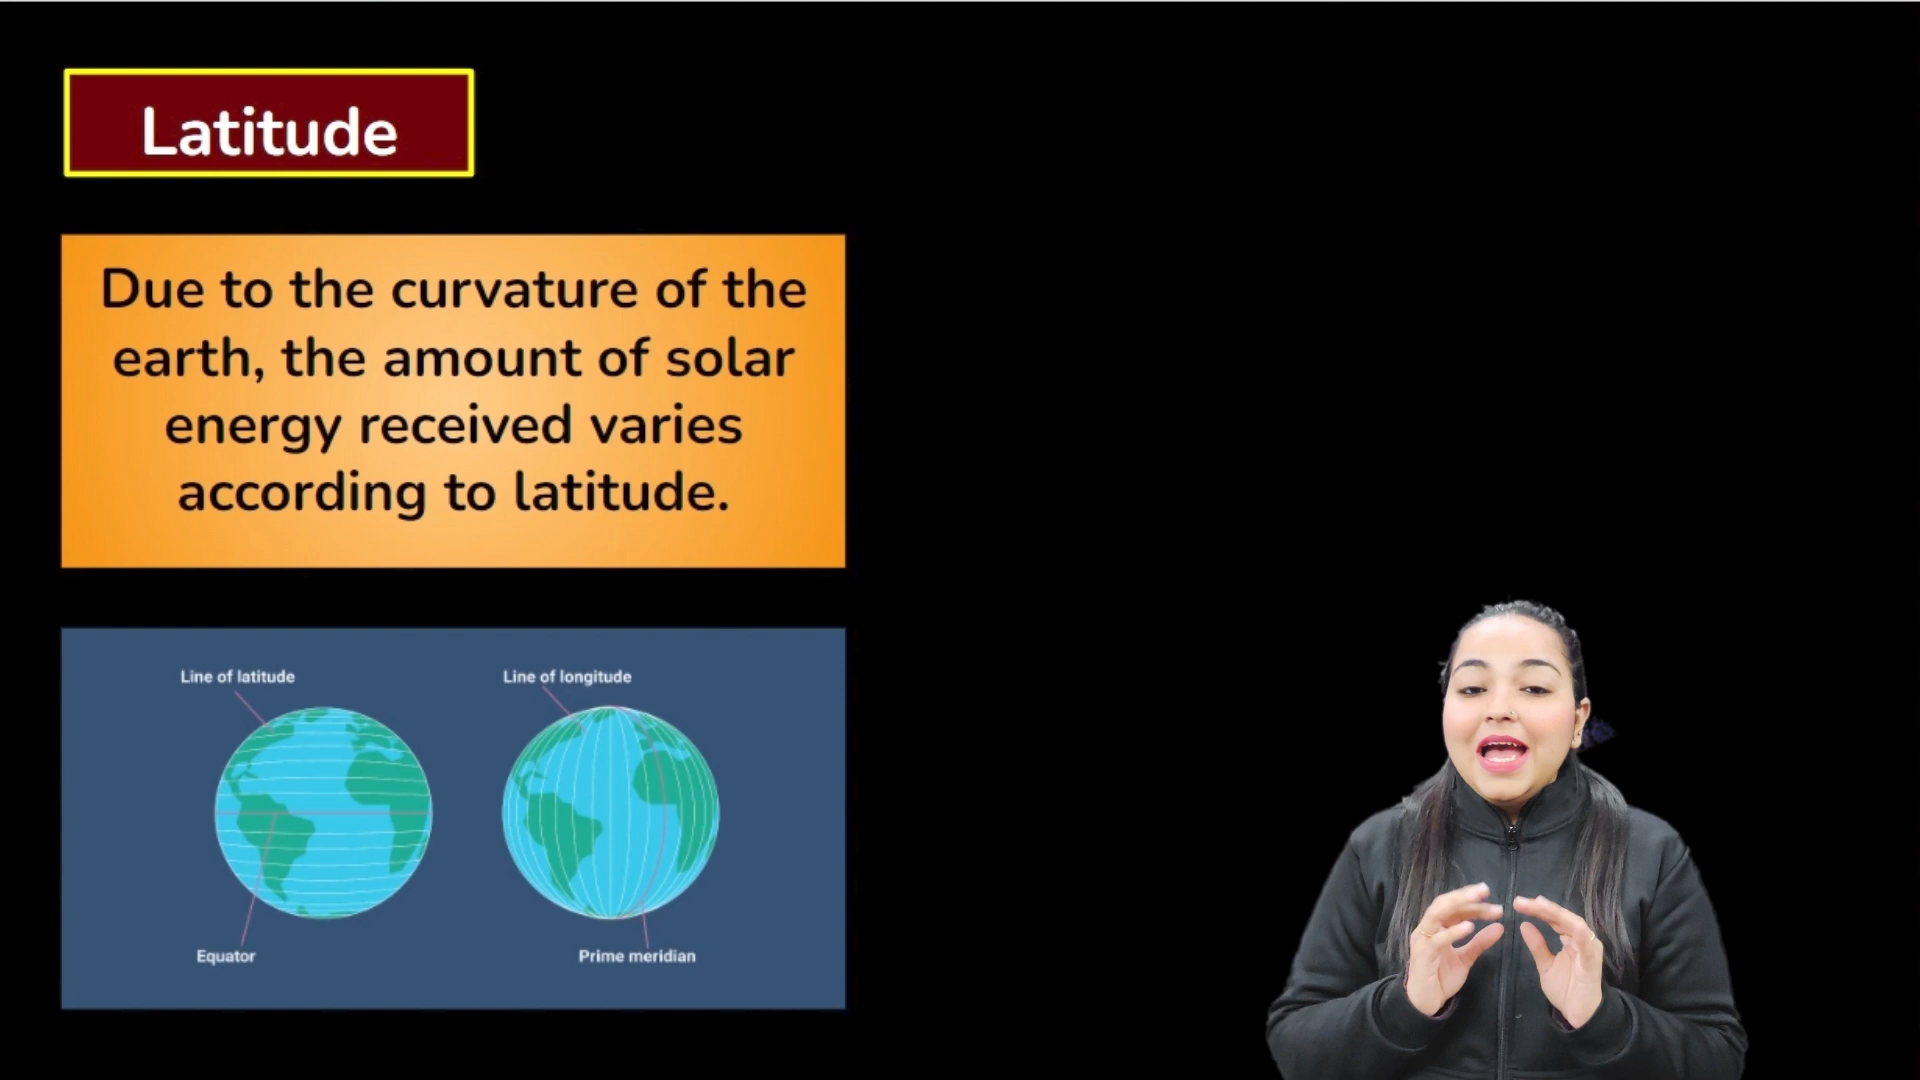 Latitude
Due to the curvature of the
earth, the amount of solar
energy received varies
according to latitude.
Line of latitude
Line of longitude
Equator
Prime meridian